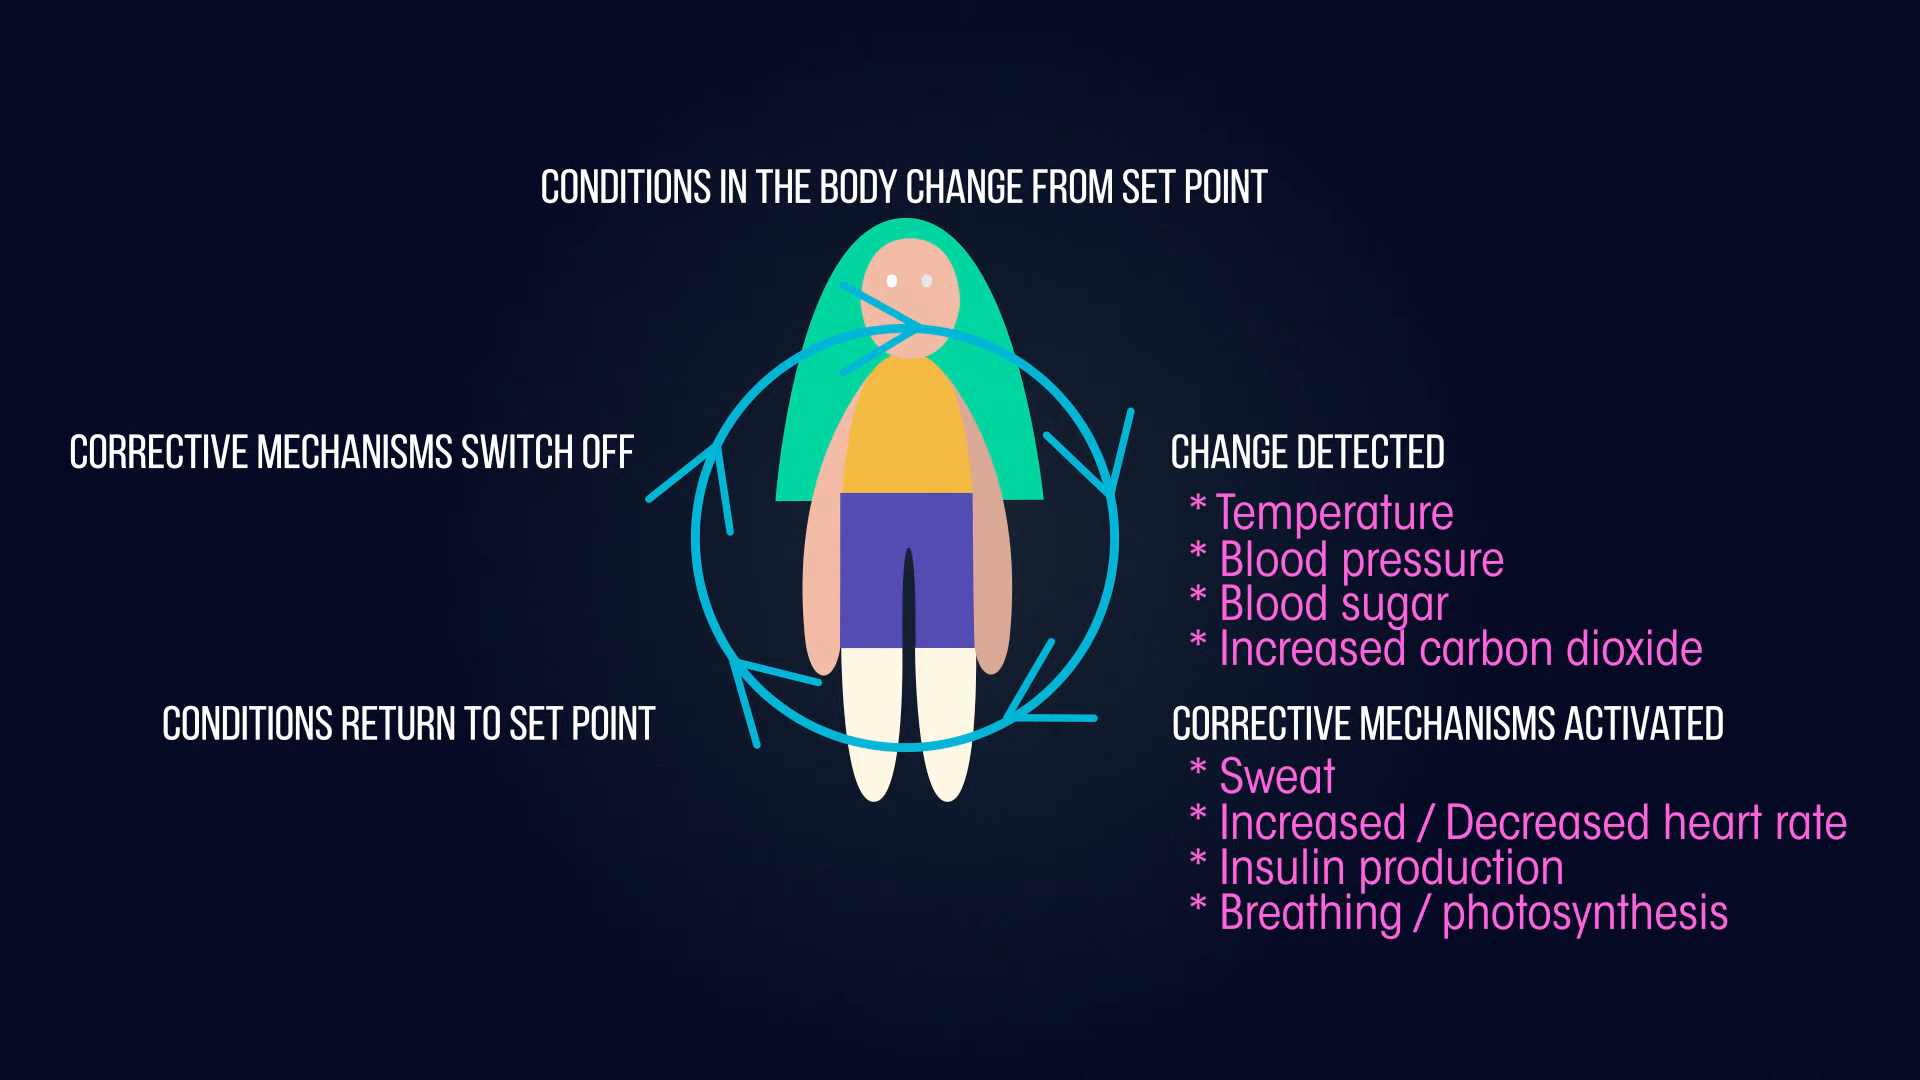 CONDITIONS IN THE BODY CHANGE FROM SET POINT
CORRECTIVE MECHANISMS SWITCH OFF
CHANGE DETECTED
* Temperature
* Blood pressure
* Blood sugar
* Increased carbon dioxide
CONDITIONS RETURN TO SET POINT
CORRECTIVE MECHANISMS ACTIVATED
* Sweat
* Increased / Decreased heart rate
* Insulin production
* Breathing / photosynthesis